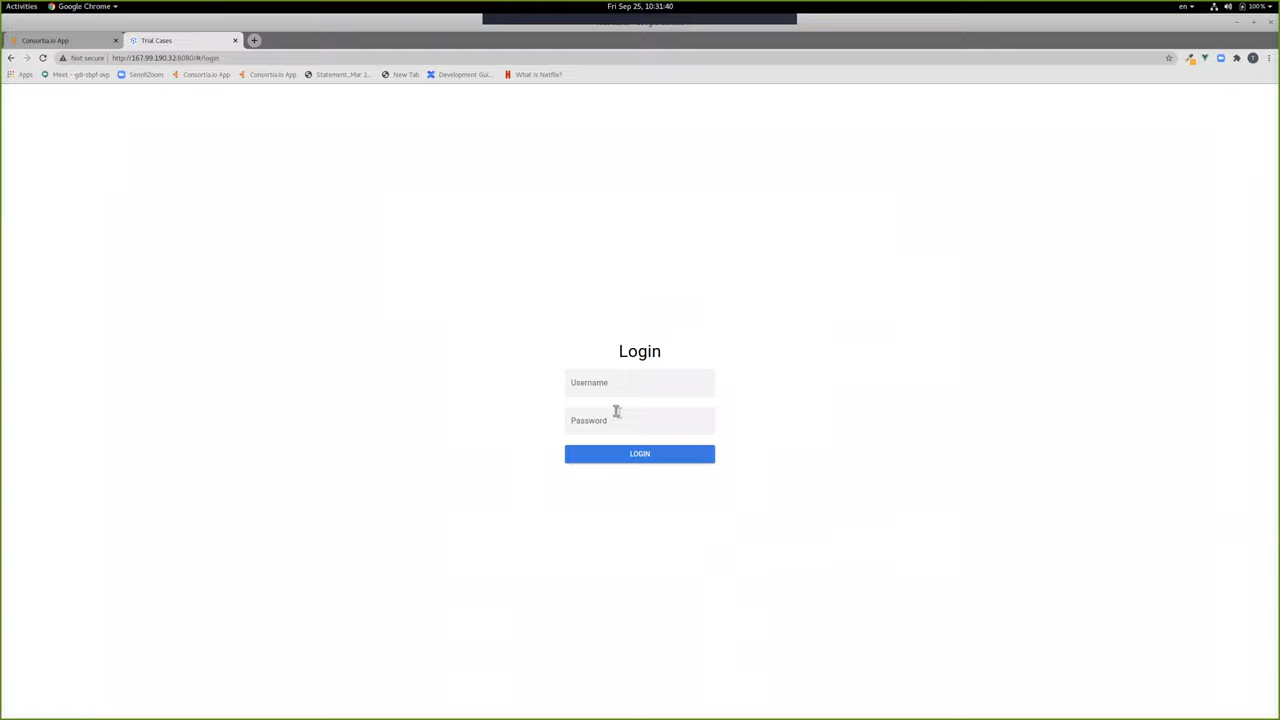 Activities Google Chrome Fri Sep 25, 10:31:40 en 100%
Consortia.io App Trial Cases
Not secure http://167.99.190.32:8080/#/login T
Apps Meet - gdr-zbpf-avp SenofiZoom Consortia.io App Consortia.io App Statement_Mar 2... New Tab Development Gui... What is Netflix?
Login
Username
Password
LOGIN